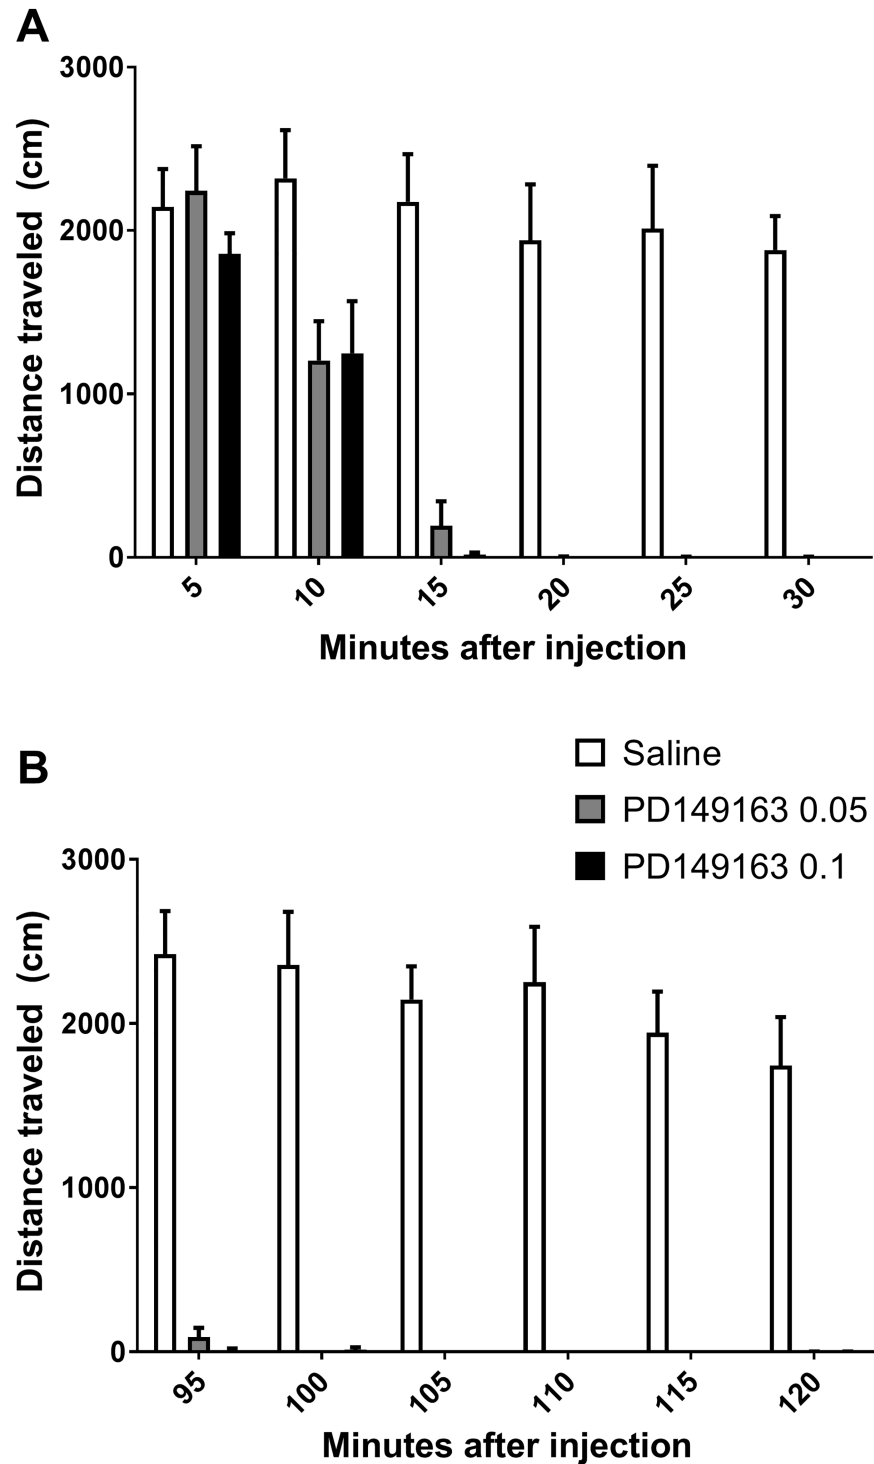 A
3000
2000
1000
0
Distance traveled (cm)
5 10 15 20 25 30
Minutes after injection
B
Saline
PD149163 0.05
PD149163 0.1
3000
2000
1000
0
Distance traveled (cm)
95 100 105 110 115 120
Minutes after injection